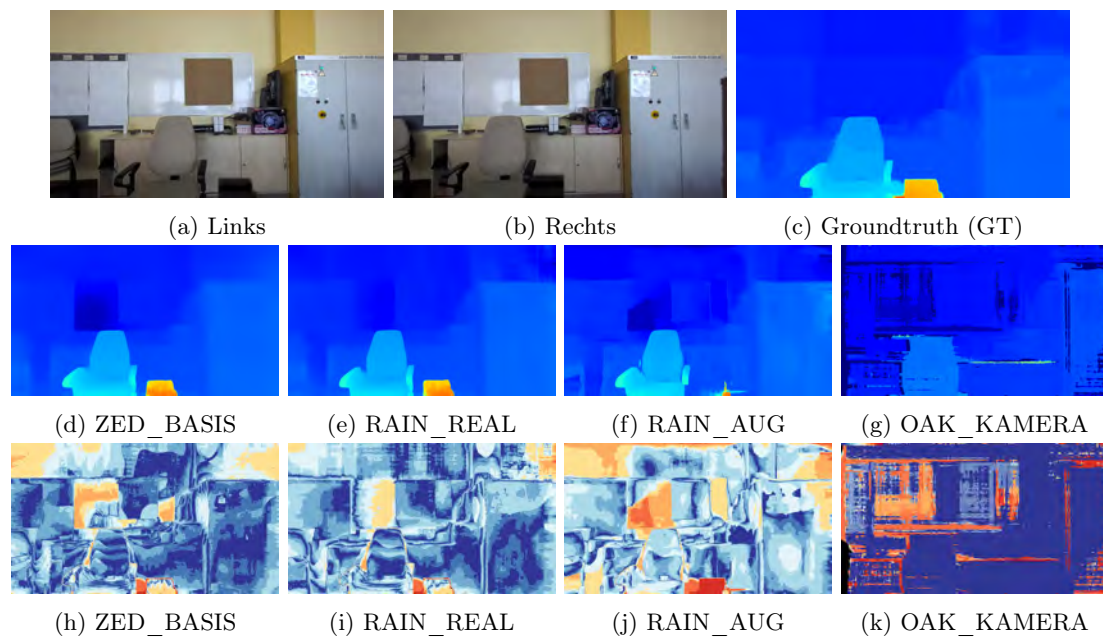 (a) Links
(b) Rechts
(c) Groundtruth (GT)
(d) ZED_BASIS
(e) RAIN_REAL
(f) RAIN_AUG
(g) OAK_KAMERA
(h) ZED_BASIS
(i) RAIN_REAL
(j) RAIN_AUG
(k) OAK_KAMERA